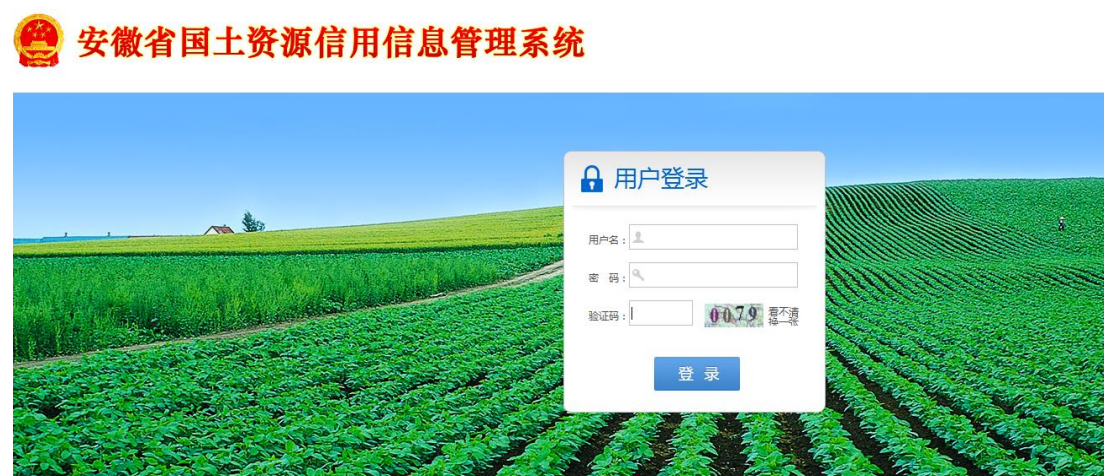 安徽省国土资源信用信息管理系统
用户登录
用户名：
密 码：
验证码： 0079 看不清
换一张
登 录